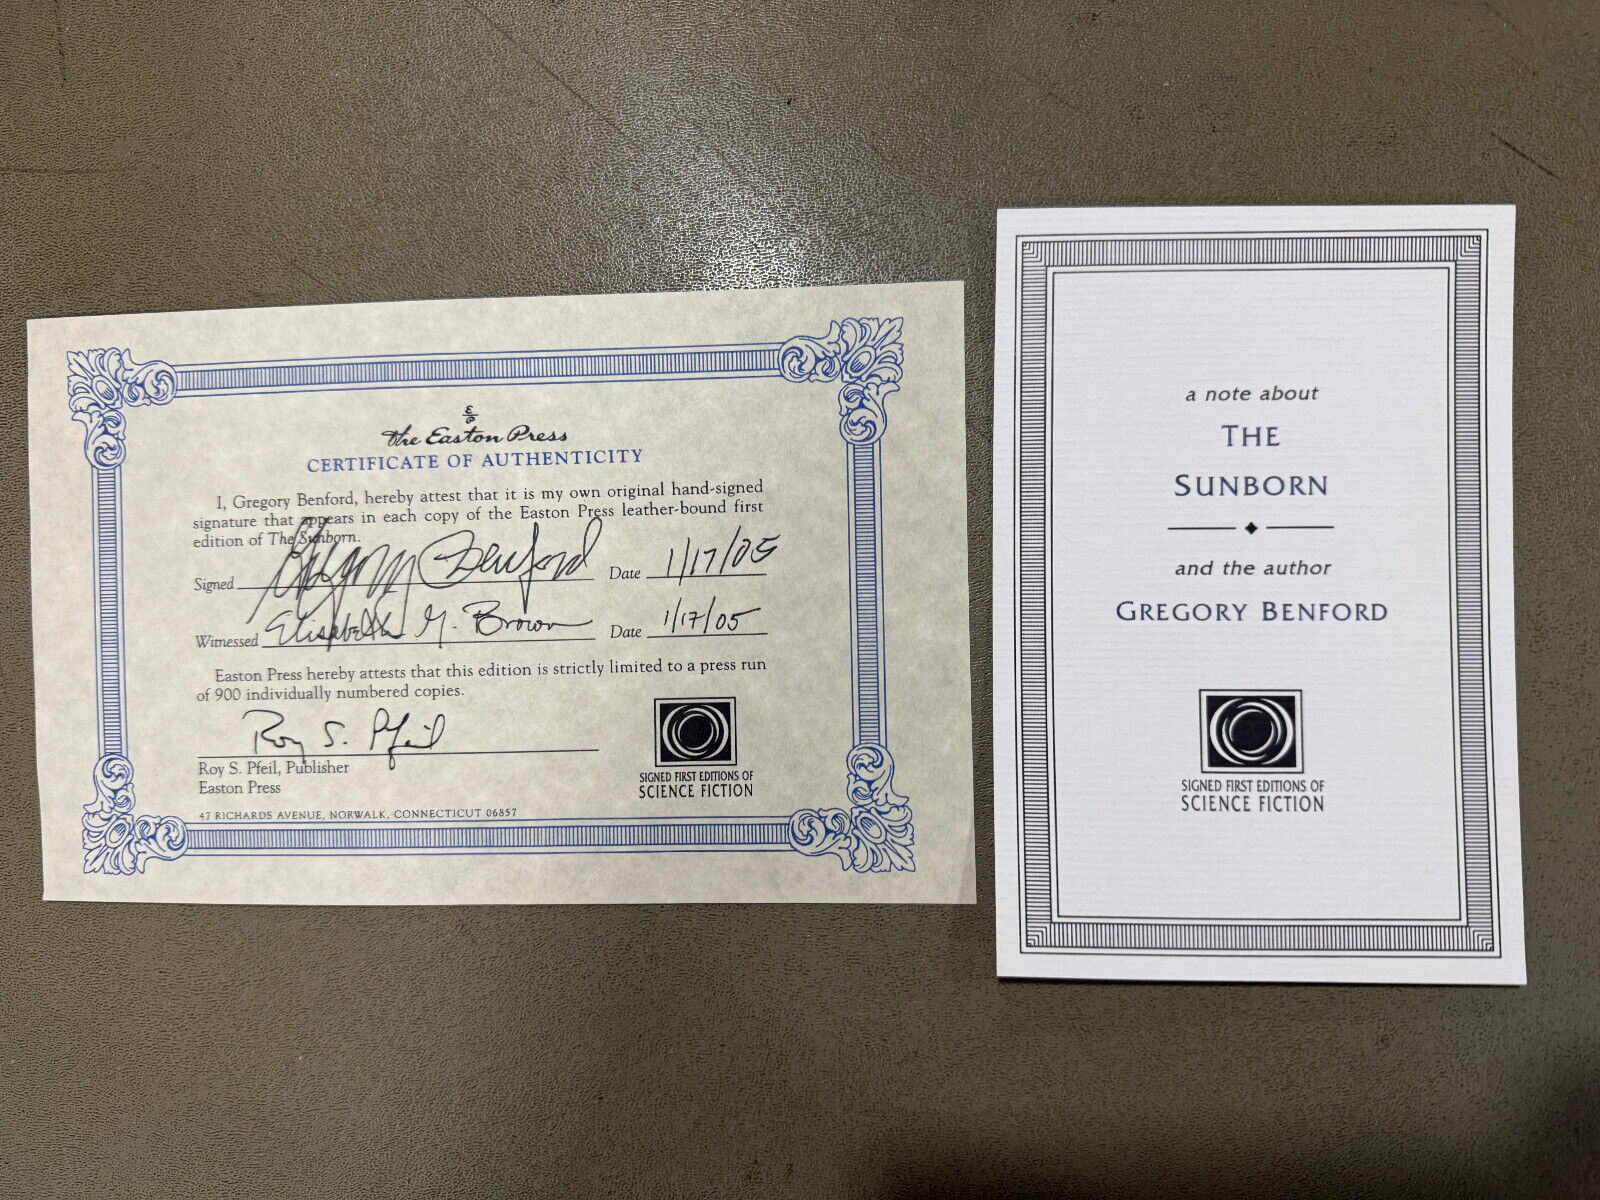 E/P
The Easton Press
CERTIFICATE OF AUTHENTICITY
I, Gregory Benford, hereby attest that it is my own original hand-signed
signature that appears in each copy of the Easton Press leather-bound first
edition of The Sunborn.
Signed Gregory Benford Date 1/17/05
Witnessed Elisabeth M. Brown Date 1/17/05
Easton Press hereby attests that this edition is strictly limited to a press run
of 900 individually numbered copies.
Roy S. Pfeil
Roy S. Pfeil, Publisher
Easton Press
47 RICHARDS AVENUE, NORWALK, CONNECTICUT 06857
SIGNED FIRST EDITIONS OF
SCIENCE FICTION
a note about
THE
SUNBORN
and the author
GREGORY BENFORD
SIGNED FIRST EDITIONS OF
SCIENCE FICTION